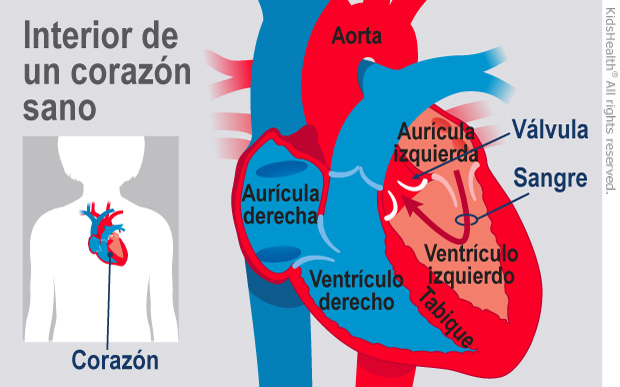 Interior de
un corazón
sano
Corazón
Aorta
Aurícula
izquierda
Válvula
Sangre
Aurícula
derecha
Ventrículo
izquierdo
Ventrículo
derecho
Tabique
KidsHealth® All rights reserved.